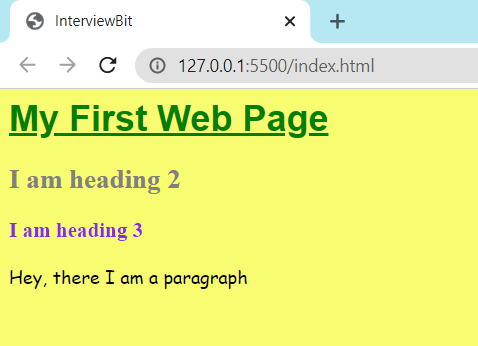 InterviewBit
127.0.0.1:5500/index.html
My First Web Page
I am heading 2
I am heading 3
Hey, there I am a paragraph